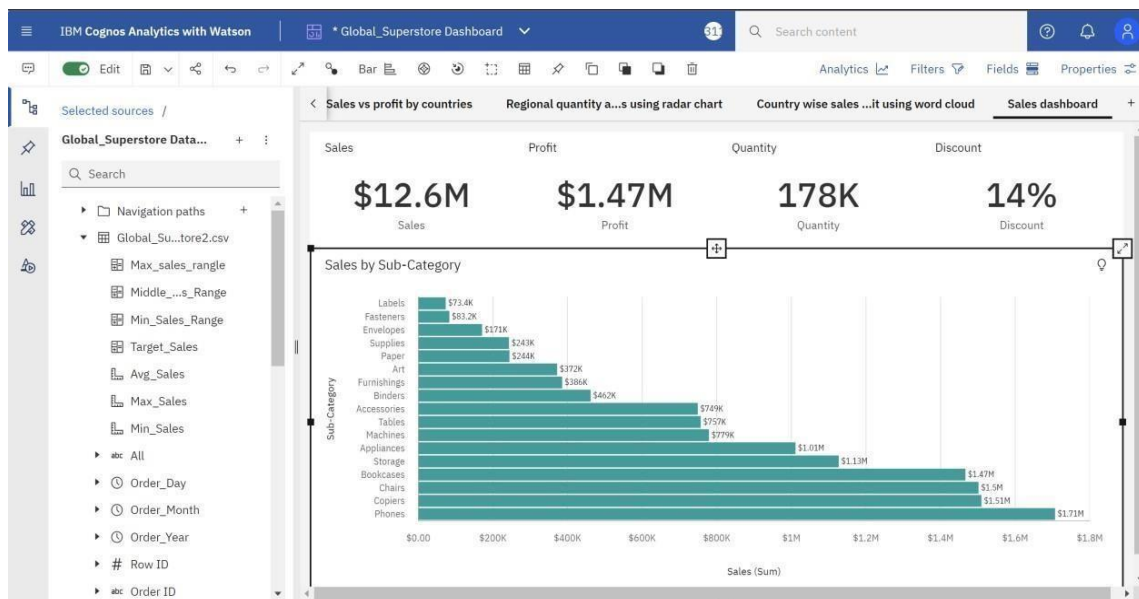 IBM Cognos Analytics with Watson
* Global_Superstore Dashboard
311
Search content
Edit
Bar
Analytics
Filters
Fields
Properties
Selected sources /
Global_Superstore Data...
Search
Navigation paths
Global_Su...tore2.csv
Max_sales_rangle
Middle_...s_Range
Min_Sales_Range
Target_Sales
Avg_Sales
Max_Sales
Min_Sales
abc All
Order_Day
Order_Month
Order_Year
# Row ID
abc Order ID
Sales vs profit by countries
Regional quantity a...s using radar chart
Country wise sales ...it using word cloud
Sales dashboard
Sales Profit Quantity Discount
$12.6M $1.47M 178K 14%
Sales Profit Quantity Discount
Sales by Sub-Category
Sub-Category
Labels $73.4K
Fasteners $83.2K
Envelopes $171K
Supplies $243K
Paper $244K
Art $372K
Furnishings $386K
Binders $462K
Accessories $749K
Tables $757K
Machines $779K
Appliances $1.01M
Storage $1.13M
Bookcases $1.47M
Chairs $1.5M
Copiers $1.51M
Phones $1.71M
$0.00 $200K $400K $600K $800K $1M $1.2M $1.4M $1.6M $1.8M
Sales (Sum)